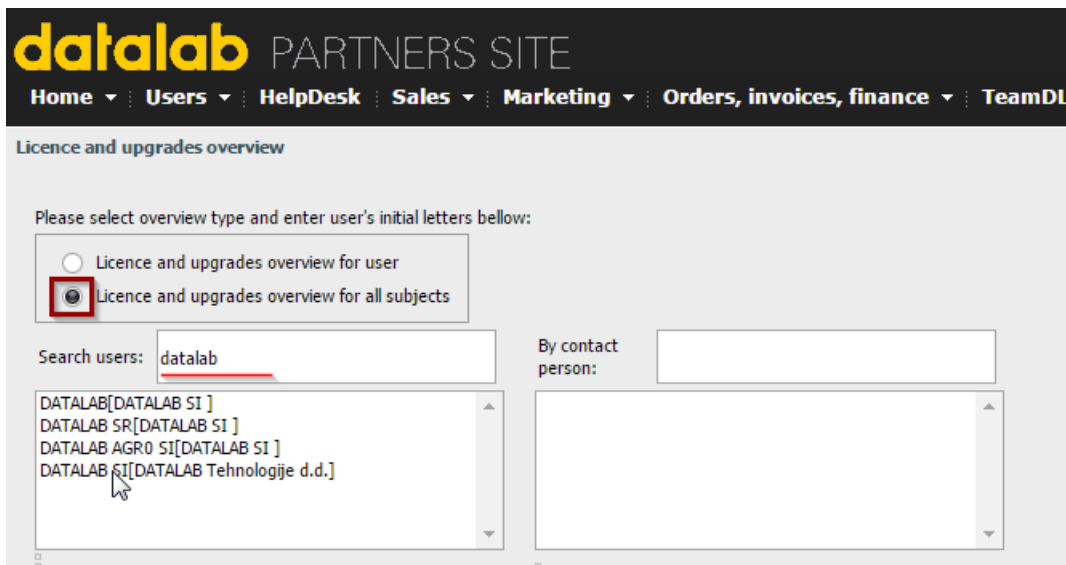 datalab PARTNERS SITE
Home Users HelpDesk Sales Marketing Orders, invoices, finance TeamDL
Licence and upgrades overview
Please select overview type and enter user's initial letters bellow:
Licence and upgrades overview for user
Licence and upgrades overview for all subjects
Search users: datalab
By contact person:
DATALAB[DATALAB SI ]
DATALAB SR[DATALAB SI ]
DATALAB AGRO SI[DATALAB SI ]
DATALAB SI[DATALAB Tehnologije d.d.]